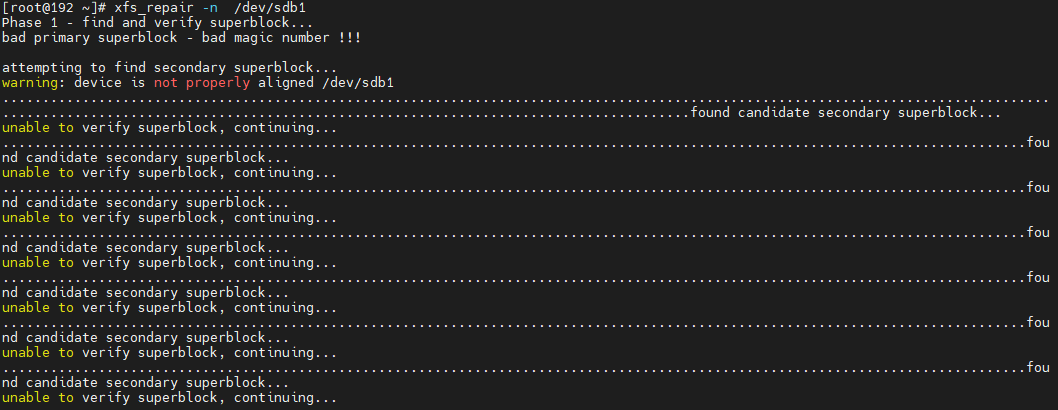 [root@192 ~]# xfs_repair -n  /dev/sdb1
Phase 1 - find and verify superblock...
bad primary superblock - bad magic number !!!

attempting to find secondary superblock...
warning: device is not properly aligned /dev/sdb1
...................................................................................................................................
......................................................................................found candidate secondary superblock...
unable to verify superblock, continuing...
................................................................................................................................fou
nd candidate secondary superblock...
unable to verify superblock, continuing...
................................................................................................................................fou
nd candidate secondary superblock...
unable to verify superblock, continuing...
................................................................................................................................fou
nd candidate secondary superblock...
unable to verify superblock, continuing...
................................................................................................................................fou
nd candidate secondary superblock...
unable to verify superblock, continuing...
................................................................................................................................fou
nd candidate secondary superblock...
unable to verify superblock, continuing...
................................................................................................................................fou
nd candidate secondary superblock...
unable to verify superblock, continuing...